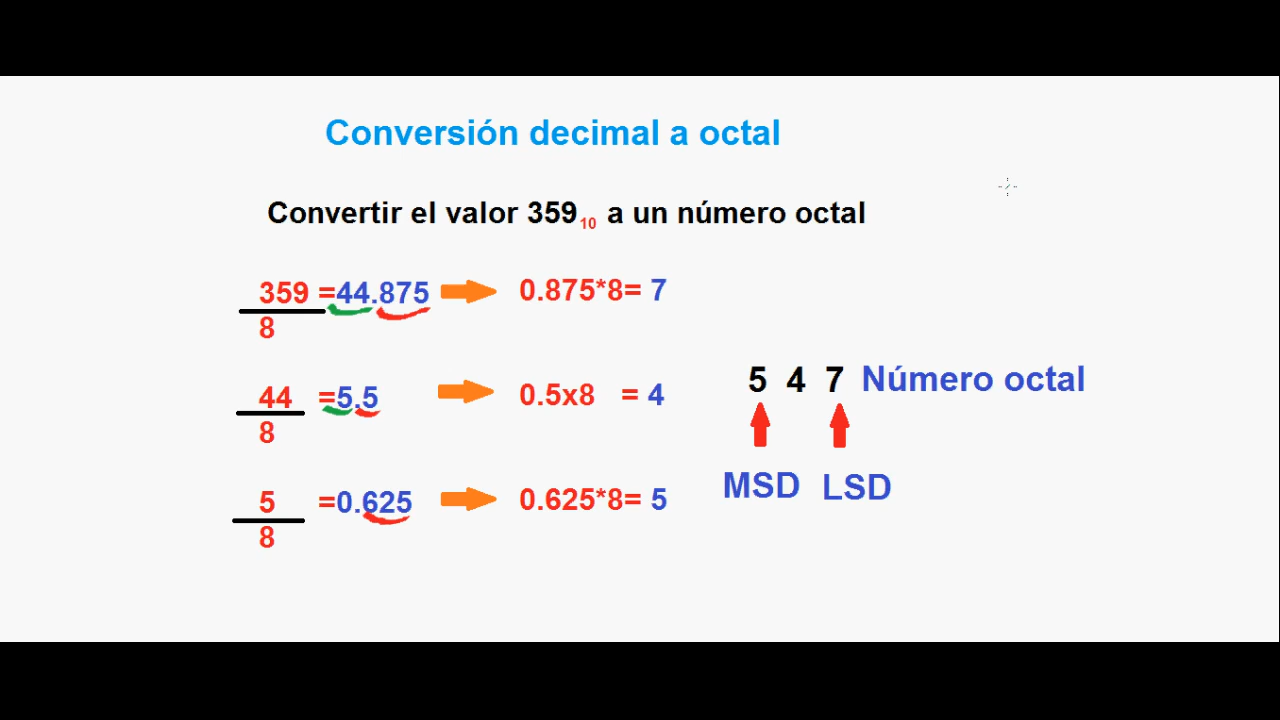 Conversión decimal a octal
Convertir el valor 359₁₀ a un número octal
359 =44.875 0.875*8= 7
8
44 =5.5 0.5x8 = 4
8
5 =0.625 0.625*8= 5
8
5 4 7 Número octal
MSD LSD